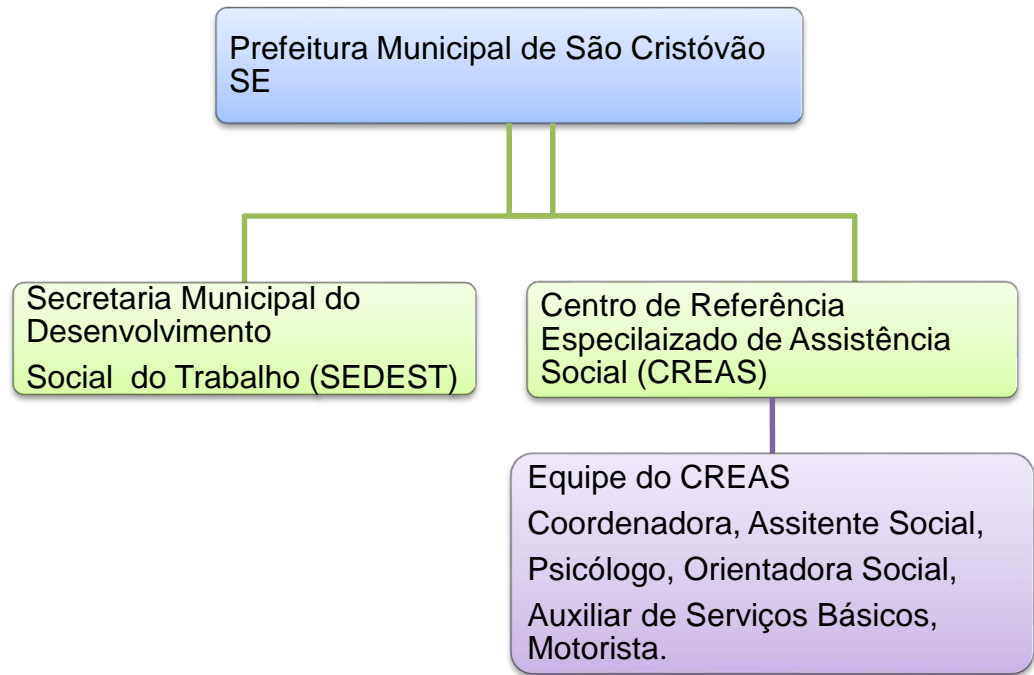 Prefeitura Municipal de São Cristóvão
SE
Secretaria Municipal do
Desenvolvimento
Social do Trabalho (SEDEST)
Centro de Referência
Especilaizado de Assistência
Social (CREAS)
Equipe do CREAS
Coordenadora, Assitente Social,
Psicólogo, Orientadora Social,
Auxiliar de Serviços Básicos,
Motorista.